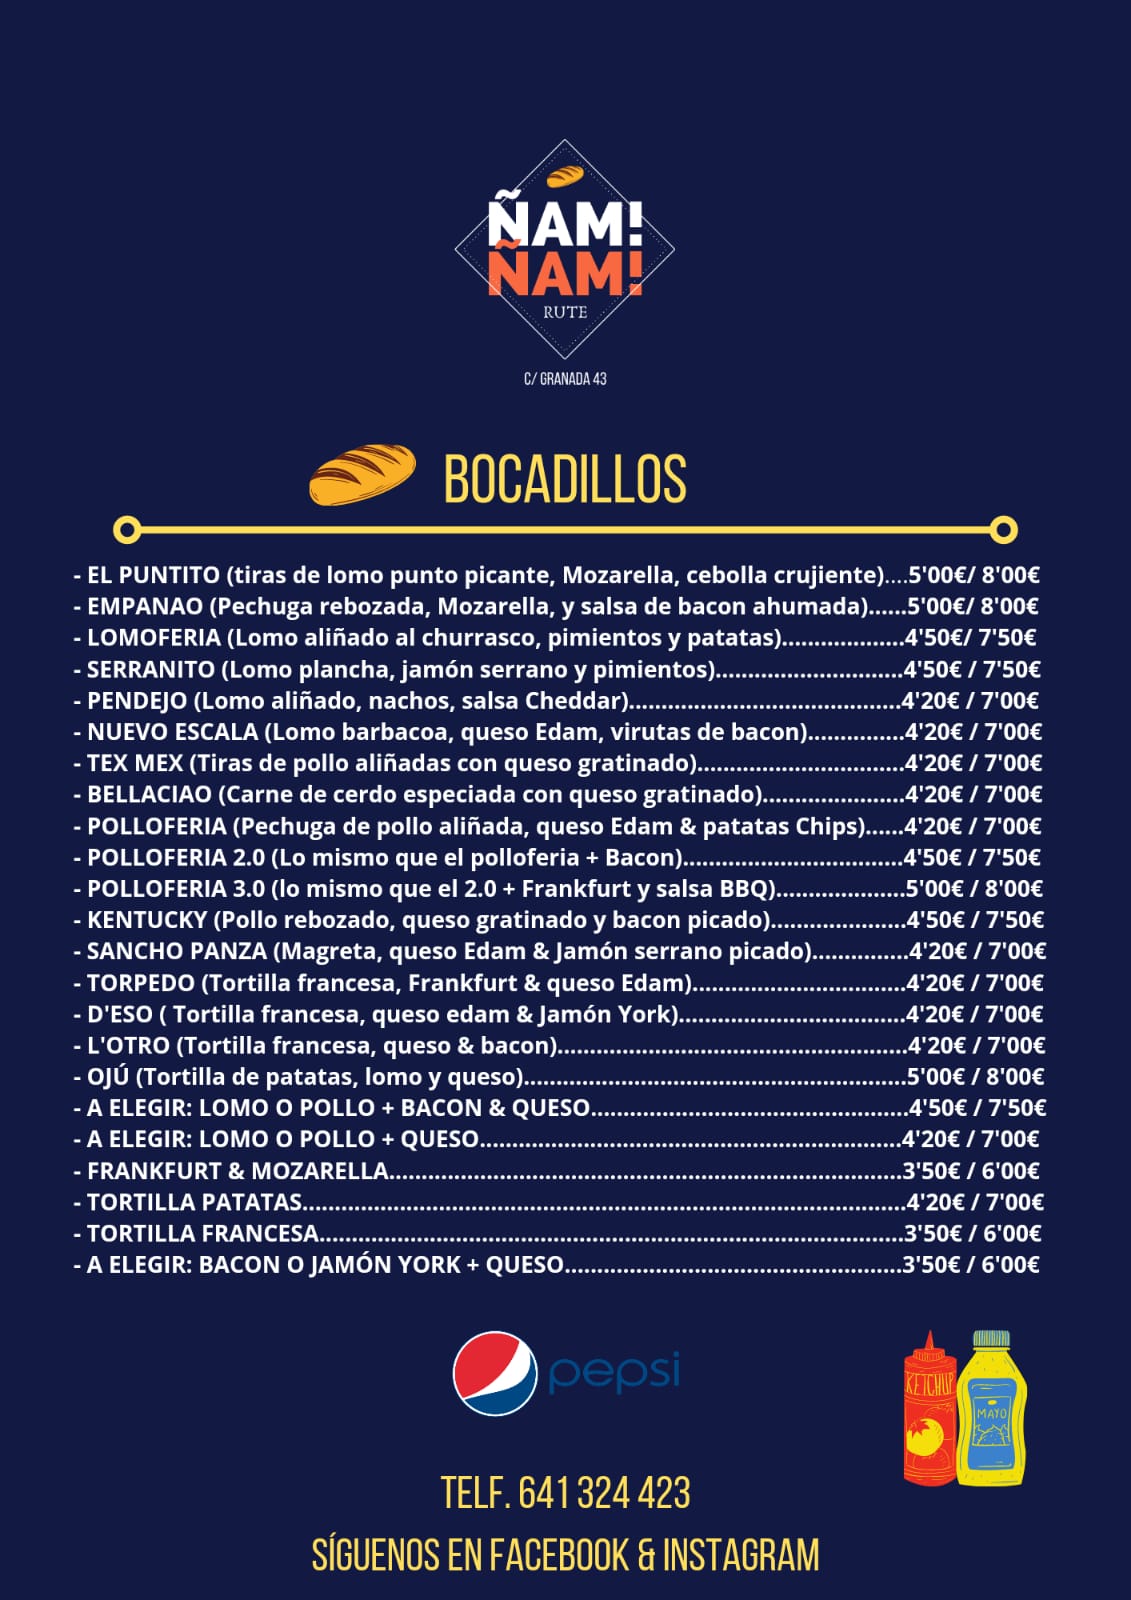 ÑAM!
ÑAM!
RUTE
C/ GRANADA 43
BOCADILLOS
- EL PUNTITO (tiras de lomo punto picante, Mozarella, cebolla crujiente)....5'00€/ 8'00€
- EMPANAO (Pechuga rebozada, Mozarella, y salsa de bacon ahumada)......5'00€/ 8'00€
- LOMOFERIA (Lomo aliñado al churrasco, pimientos y patatas)...................4'50€/ 7'50€
- SERRANITO (Lomo plancha, jamón serrano y pimientos).............................4'50€ / 7'50€
- PENDEJO (Lomo aliñado, nachos, salsa Cheddar)..........................................4'20€ / 7'00€
- NUEVO ESCALA (Lomo barbacoa, queso Edam, virutas de bacon)...............4'20€ / 7'00€
- TEX MEX (Tiras de pollo aliñadas con queso gratinado)................................4'20€ / 7'00€
- BELLACIAO (Carne de cerdo especiada con queso gratinado)......................4'20€ / 7'00€
- POLLOFERIA (Pechuga de pollo aliñada, queso Edam & patatas Chips)......4'20€ / 7'00€
- POLLOFERIA 2.0 (Lo mismo que el polloferia + Bacon)..................................4'50€ / 7'50€
- POLLOFERIA 3.0 (lo mismo que el 2.0 + Frankfurt y salsa BBQ)....................5'00€ / 8'00€
- KENTUCKY (Pollo rebozado, queso gratinado y bacon picado).....................4'50€ / 7'50€
- SANCHO PANZA (Magreta, queso Edam & Jamón serrano picado)...............4'20€ / 7'00€
- TORPEDO (Tortilla francesa, Frankfurt & queso Edam).................................4'20€ / 7'00€
- D'ESO ( Tortilla francesa, queso edam & Jamón York)...................................4'20€ / 7'00€
- L'OTRO (Tortilla francesa, queso & bacon)......................................................4'20€ / 7'00€
- OJÚ (Tortilla de patatas, lomo y queso)...........................................................5'00€ / 8'00€
- A ELEGIR: LOMO O POLLO + BACON & QUESO.................................................4'50€ / 7'50€
- A ELEGIR: LOMO O POLLO + QUESO.................................................................4'20€ / 7'00€
- FRANKFURT & MOZARELLA...............................................................................3'50€ / 6'00€
- TORTILLA PATATAS.............................................................................................4'20€ / 7'00€
- TORTILLA FRANCESA..........................................................................................3'50€ / 6'00€
- A ELEGIR: BACON O JAMÓN YORK + QUESO....................................................3'50€ / 6'00€
pepsi
KETCHUP
MAYO
TELF. 641 324 423
SÍGUENOS EN FACEBOOK & INSTAGRAM